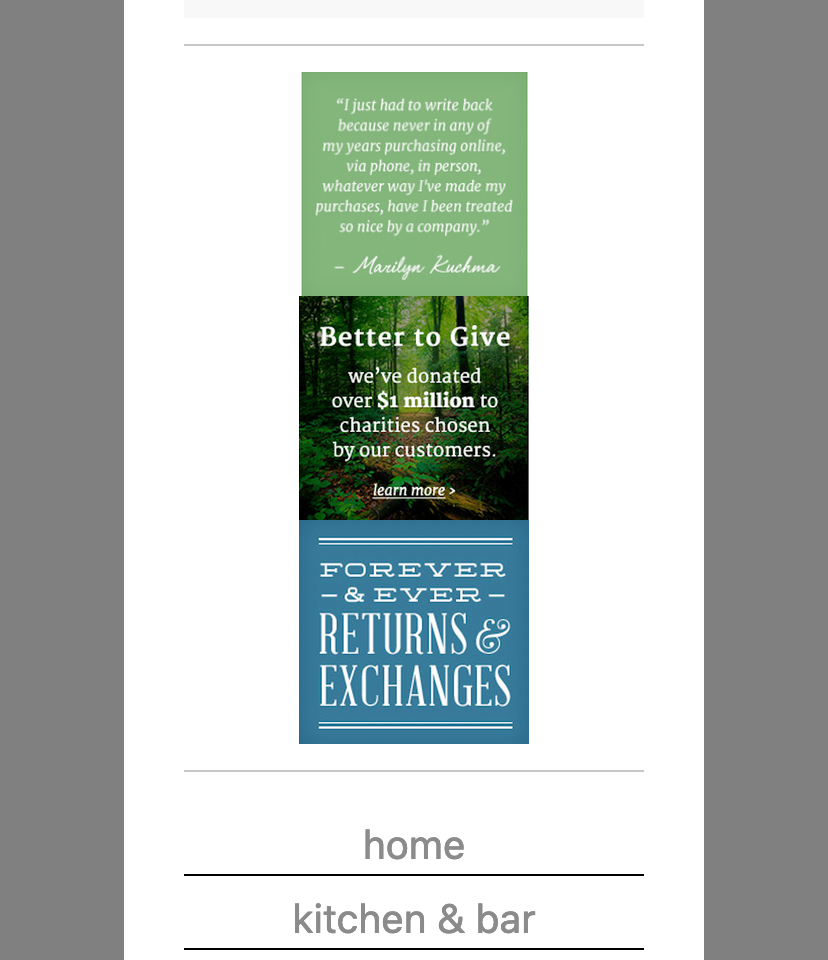 “I just had to write back
because never in any of
my years purchasing online,
via phone, in person,
whatever way I've made my
purchases, have I been treated
so nice by a company.”
– Marilyn Kuchma
Better to Give
we’ve donated
over $1 million to
charities chosen
by our customers.
learn more >
FOREVER
– & EVER –
RETURNS &
EXCHANGES
home
kitchen & bar